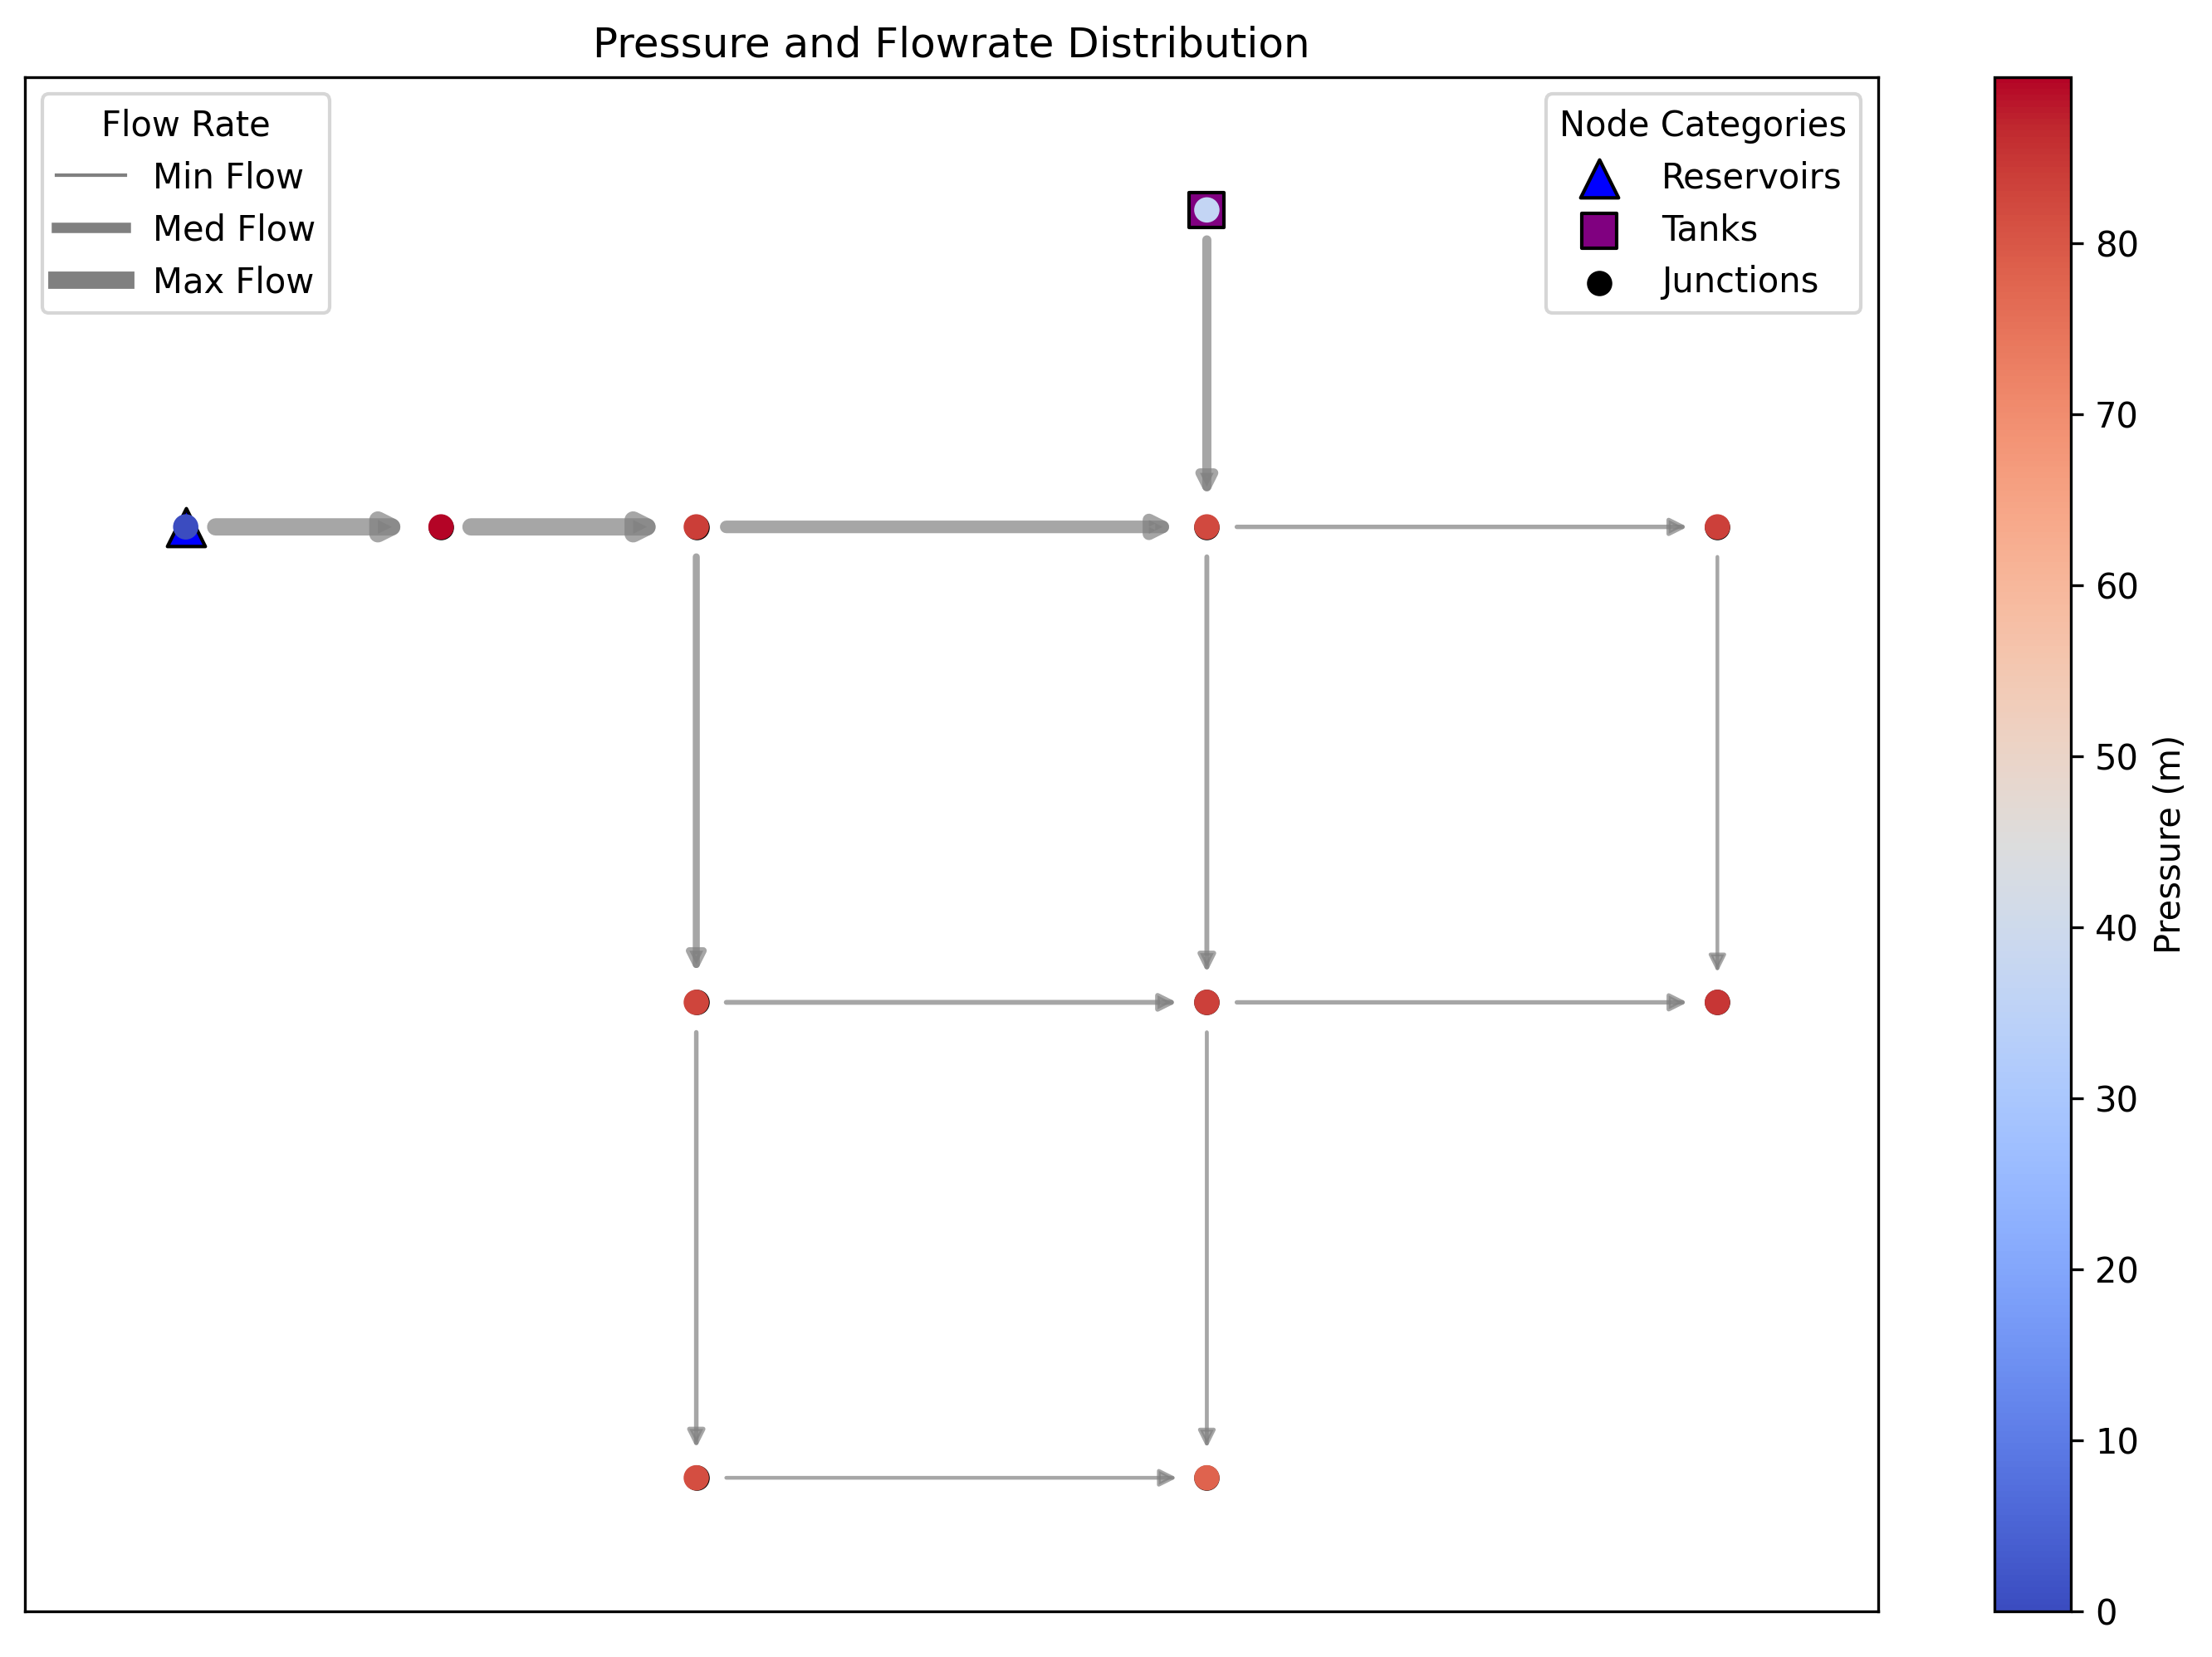 Pressure and Flowrate Distribution
Flow Rate
Min Flow
Med Flow
Max Flow
Node Categories
Reservoirs
Tanks
Junctions
80
70
60
50
40
30
20
10
0
Pressure (m)